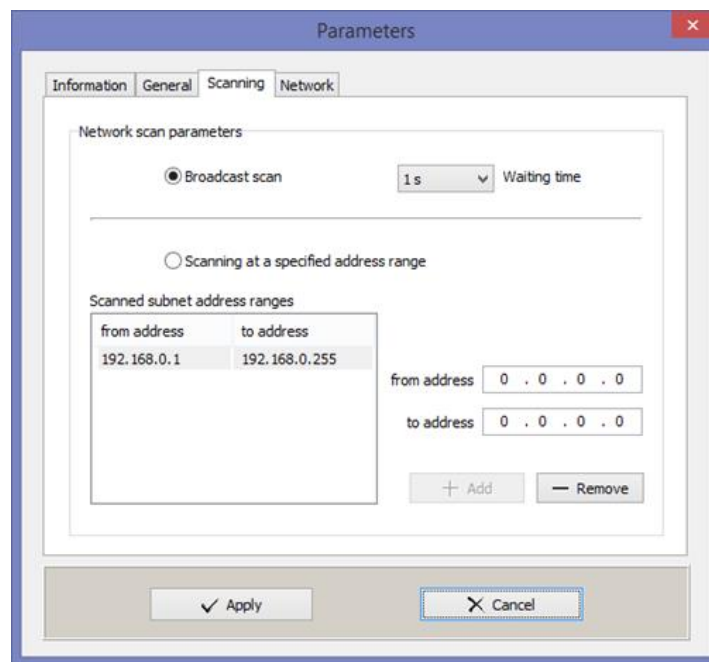 Parameters
Information General Scanning Network
Network scan parameters
Broadcast scan 1 s Waiting time
Scanning at a specified address range
Scanned subnet address ranges
from address to address
192.168.0.1 192.168.0.255
from address 0 . 0 . 0 . 0
to address 0 . 0 . 0 . 0
Add Remove
Apply Cancel